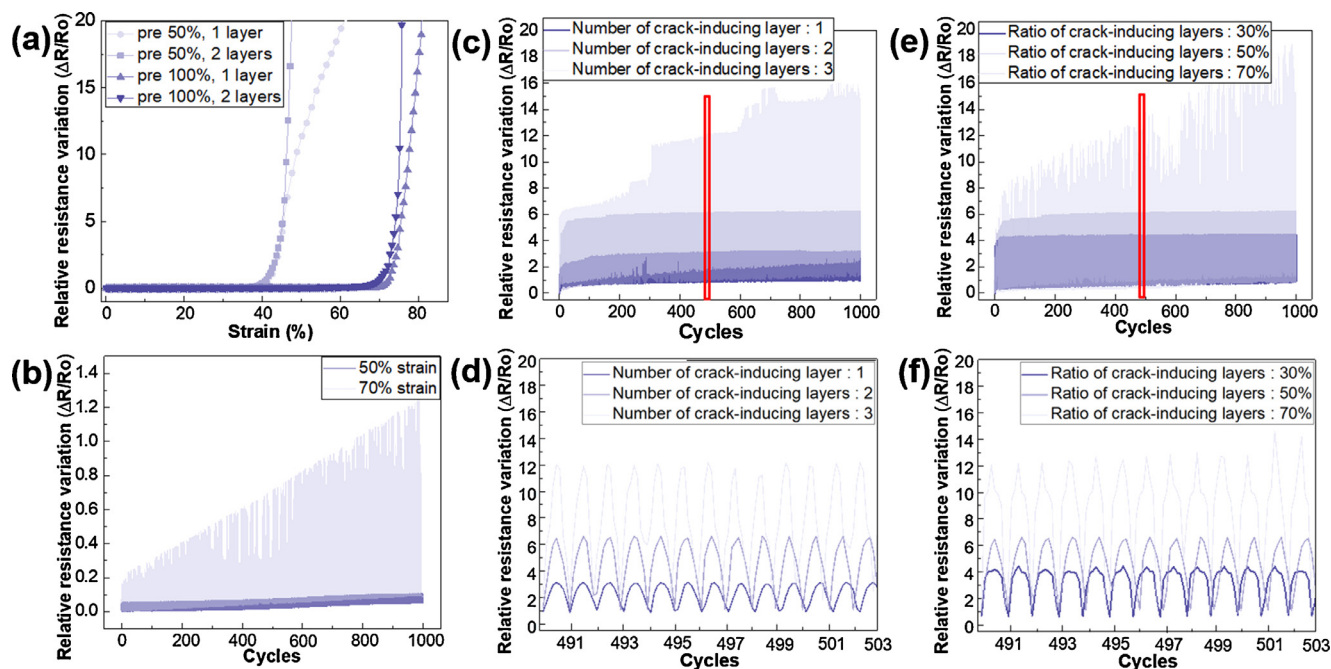 (a)
Relative resistance variation (ΔR/Ro)
20
15
10
5
0
pre 50%, 1 layer
pre 50%, 2 layers
pre 100%, 1 layer
pre 100%, 2 layers
0 20 40 60 80
Strain (%)
(c)
Relative resistance variation (ΔR/Ro)
20
18
16
14
12
10
8
6
4
2
0
Number of crack-inducing layer : 1
Number of crack-inducing layers : 2
Number of crack-inducing layers : 3
0 200 400 600 800 1000
Cycles
(e)
Relative resistance variation (ΔR/Ro)
20
18
16
14
12
10
8
6
4
2
0
Ratio of crack-inducing layers : 30%
Ratio of crack-inducing layers : 50%
Ratio of crack-inducing layers : 70%
0 200 400 600 800 1000
Cycles
(b)
Relative resistance variation (ΔR/Ro)
1.4
1.2
1.0
0.8
0.6
0.4
0.2
0.0
50% strain
70% strain
0 200 400 600 800 1000
Cycles
(d)
Relative resistance variation (ΔR/Ro)
20
18
16
14
12
10
8
6
4
2
0
Number of crack-inducing layer : 1
Number of crack-inducing layers : 2
Number of crack-inducing layers : 3
491 493 495 497 499 501 503
Cycles
(f)
Relative resistance variation (ΔR/Ro)
20
18
16
14
12
10
8
6
4
2
0
Ratio of crack-inducing layers : 30%
Ratio of crack-inducing layers : 50%
Ratio of crack-inducing layers : 70%
491 493 495 497 499 501 503
Cycles